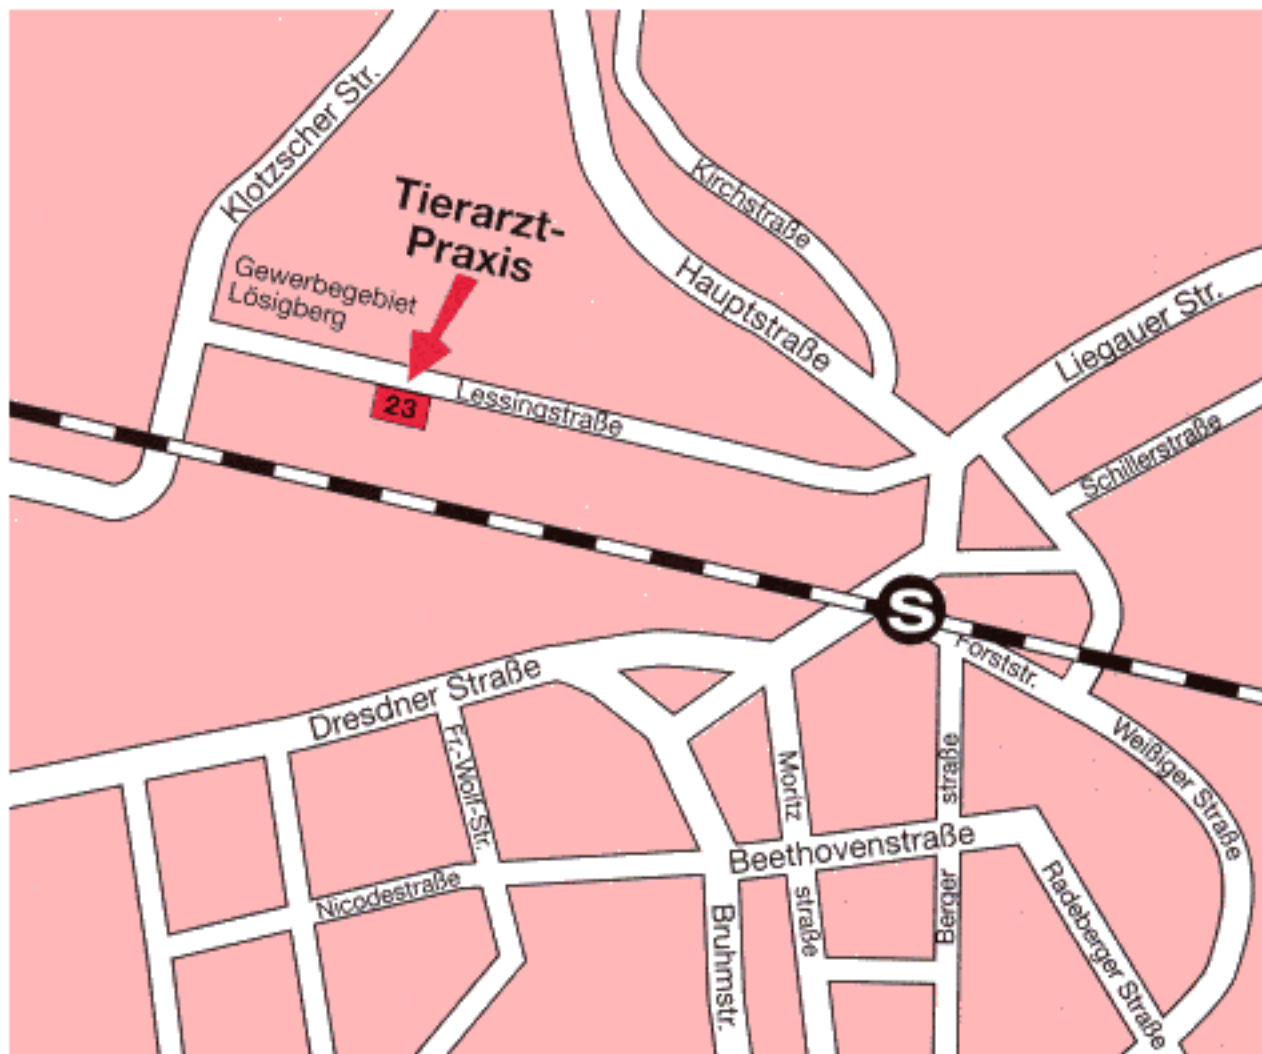 Klotzscher Str.
Kirchstraße
Tierarzt-
Praxis
Hauptstraße
Gewerbegebiet
Lösigberg
Liegauer Str.
23
Lessingstraße
Schillerstraße
S
Forststr.
Dresdner Straße
Fr.-Wolf-Str.
Moritz
straße
Berger
straße
Weißiger Straße
Beethovenstraße
Nicodestraße
Bruhmstr.
Radeberger Straße